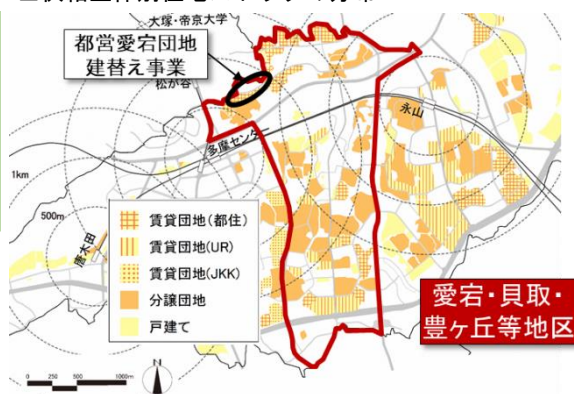 大塚・帝京大学
都営愛宕団地
建替え事業
松が谷
永山
多摩センター
1km
500m
唐木田
賃貸団地(都住)
賃貸団地(UR)
賃貸団地(JKK)
分譲団地
戸建て
愛宕・貝取・
豊ヶ丘等地区
0 250 500 1000m
N